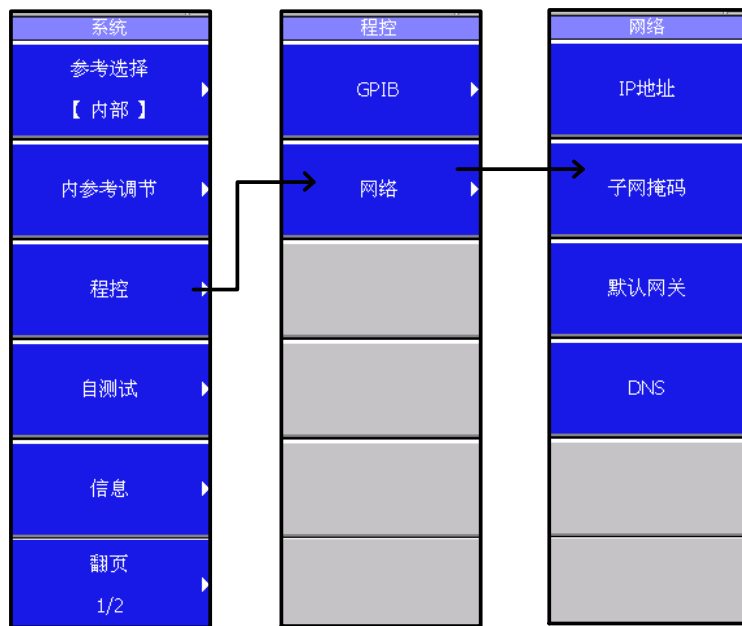 系统
参考选择
【 内部 】
内参考调节
程控
自测试
信息
翻页
1/2
程控
GPIB
网络
网络
IP地址
子网掩码
默认网关
DNS